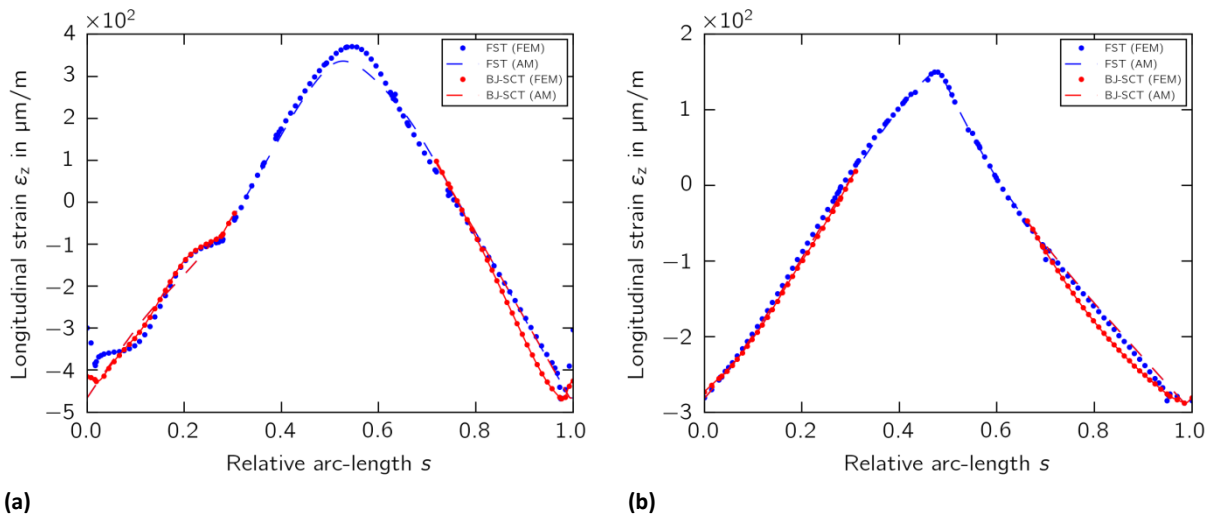 ×10²
4
3
2
1
0
−1
−2
−3
−4
−5
Longitudinal strain εz in μm/m
0.0
0.2
0.4
0.6
0.8
1.0
Relative arc-length s
FST (FEM)
FST (AM)
BJ-SCT (FEM)
BJ-SCT (AM)
(a)
×10²
2
1
0
−1
−2
−3
Longitudinal strain εz in μm/m
0.0
0.2
0.4
0.6
0.8
1.0
Relative arc-length s
FST (FEM)
FST (AM)
BJ-SCT (FEM)
BJ-SCT (AM)
(b)